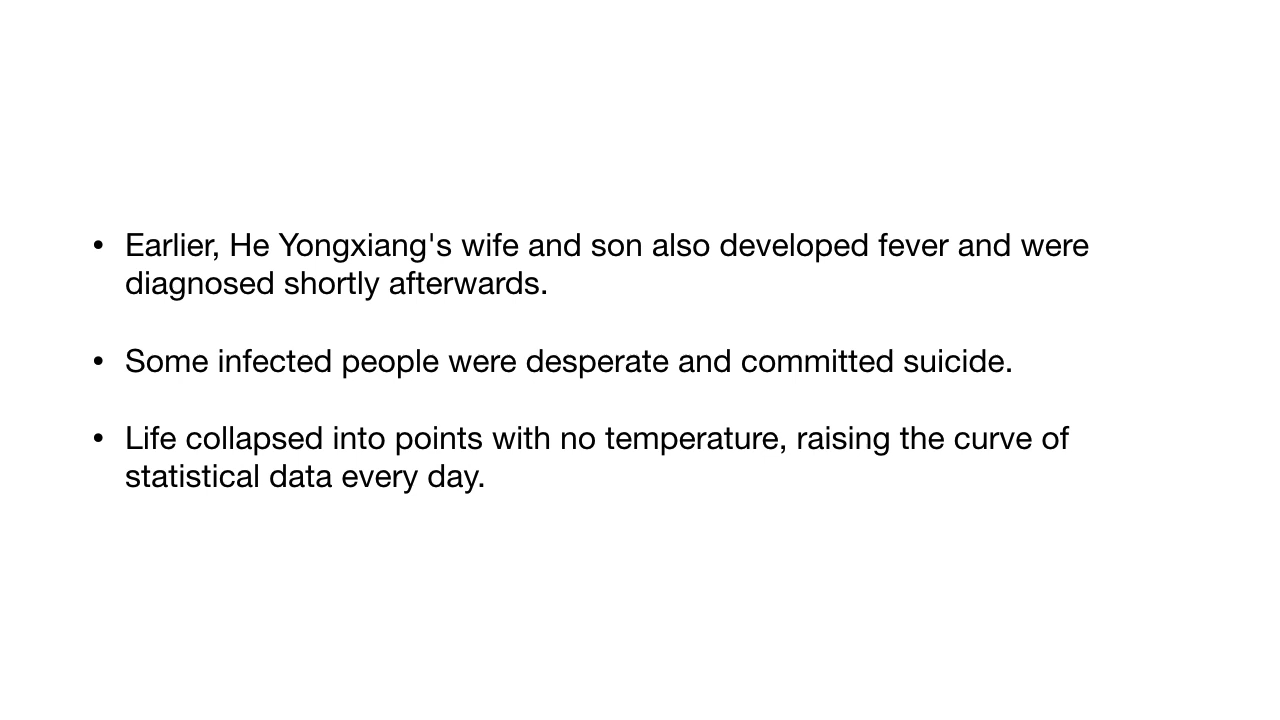 • Earlier, He Yongxiang's wife and son also developed fever and were
diagnosed shortly afterwards.
• Some infected people were desperate and committed suicide.
• Life collapsed into points with no temperature, raising the curve of
statistical data every day.